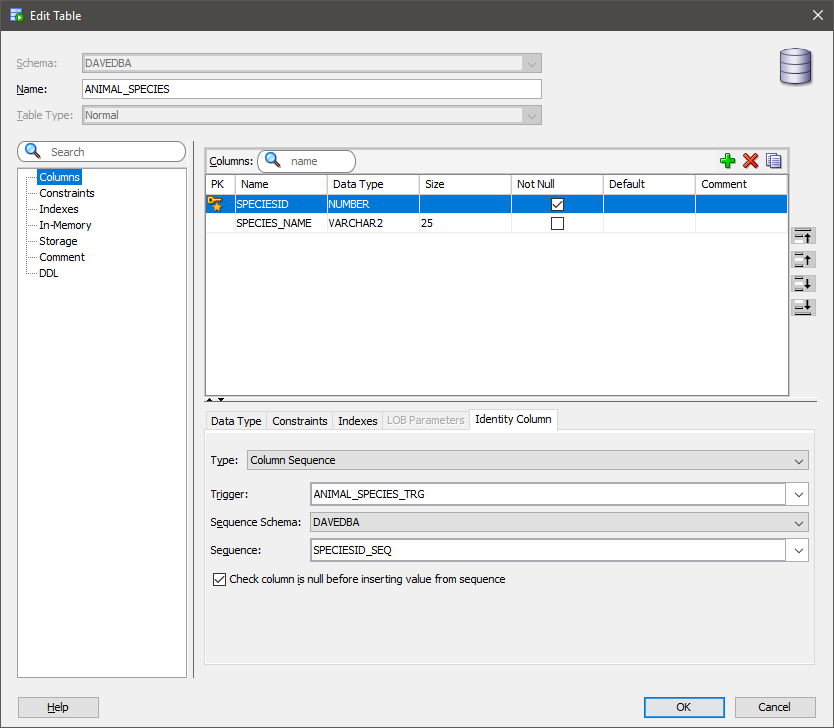 Edit Table
Schema: DAVEDBA
Name: ANIMAL_SPECIES
Table Type: Normal
Search
Columns
Constraints
Indexes
In-Memory
Storage
Comment
DDL
Columns: name
PK Name Data Type Size Not Null Default Comment
SPECIESID NUMBER
SPECIES_NAME VARCHAR2 25
Data Type Constraints Indexes LOB Parameters Identity Column
Type: Column Sequence
Trigger: ANIMAL_SPECIES_TRG
Sequence Schema: DAVEDBA
Sequence: SPECIESID_SEQ
Check column is null before inserting value from sequence
Help OK Cancel